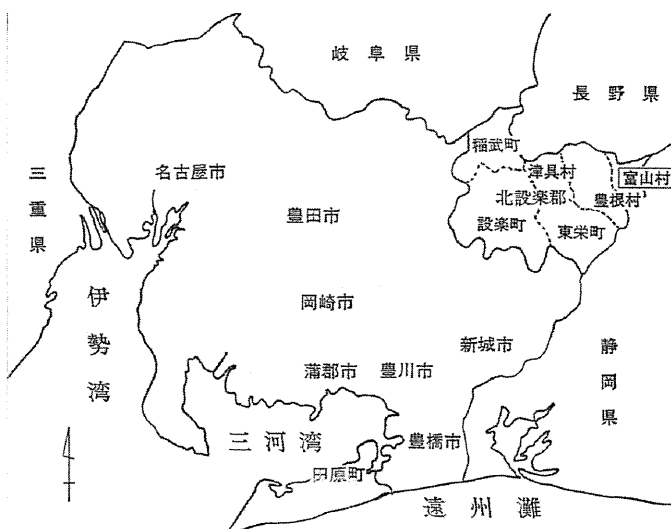 岐阜県
長野県
稲武町
津具村
富山村
名古屋市
三重県
豊田市
北設楽郡
豊根村
設楽町
東栄町
伊勢湾
岡崎市
新城市
静岡県
蒲郡市
豊川市
三河湾
豊橋市
田原町
遠州灘